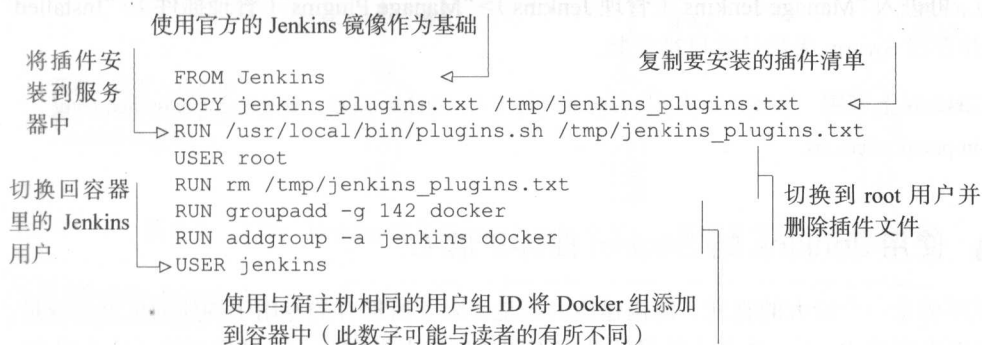 使用官方的 Jenkins 镜像作为基础
将插件安
装到服务
器中
复制要安装的插件清单
FROM Jenkins
COPY jenkins_plugins.txt /tmp/jenkins_plugins.txt
RUN /usr/local/bin/plugins.sh /tmp/jenkins_plugins.txt
USER root
RUN rm /tmp/jenkins_plugins.txt
RUN groupadd -g 142 docker
RUN addgroup -a jenkins docker
USER jenkins
切换回容器
里的 Jenkins
用户
切换到 root 用户并
删除插件文件
使用与宿主机相同的用户组 ID 将 Docker 组添加
到容器中（此数字可能与读者的有所不同）